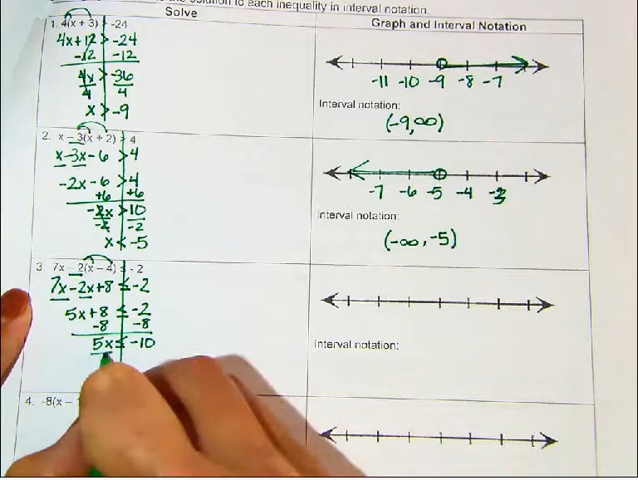 the solution to each inequality in interval notation.
Solve
Graph and Interval Notation
1. 4(x + 3) > -24
4x+12 > -24
-12 -12
4x > -36
4 4
x > -9
-11 -10 -9 -8 -7
Interval notation:
(-9,∞)
2. x - 3(x + 2) > 4
x-3x-6 > 4
-2x-6 > 4
+6 +6
-2x > 10
-2 -2
x < -5
-7 -6 -5 -4
Interval notation:
(-∞,-5)
3. 7x - 2(x - 4) ≤ -2
7x-2x+8 ≤ -2
5x+8 ≤ -2
-8 -8
5x ≤ -10
Interval notation:
4. -8(x -